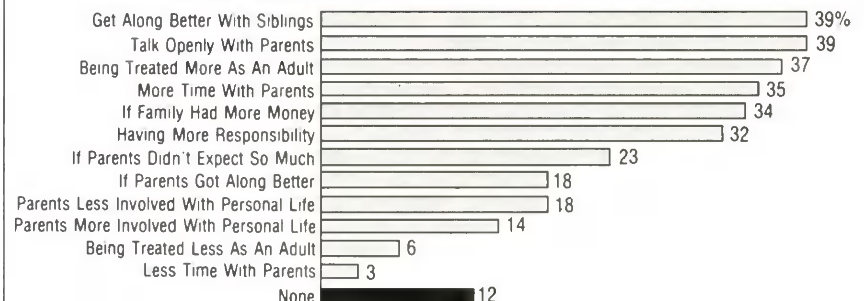 Get Along Better With Siblings 39%
Talk Openly With Parents 39
Being Treated More As An Adult 37
More Time With Parents 35
If Family Had More Money 34
Having More Responsibility 32
If Parents Didn't Expect So Much 23
If Parents Got Along Better 18
Parents Less Involved With Personal Life 18
Parents More Involved With Personal Life 14
Being Treated Less As An Adult 6
Less Time With Parents 3
None 12